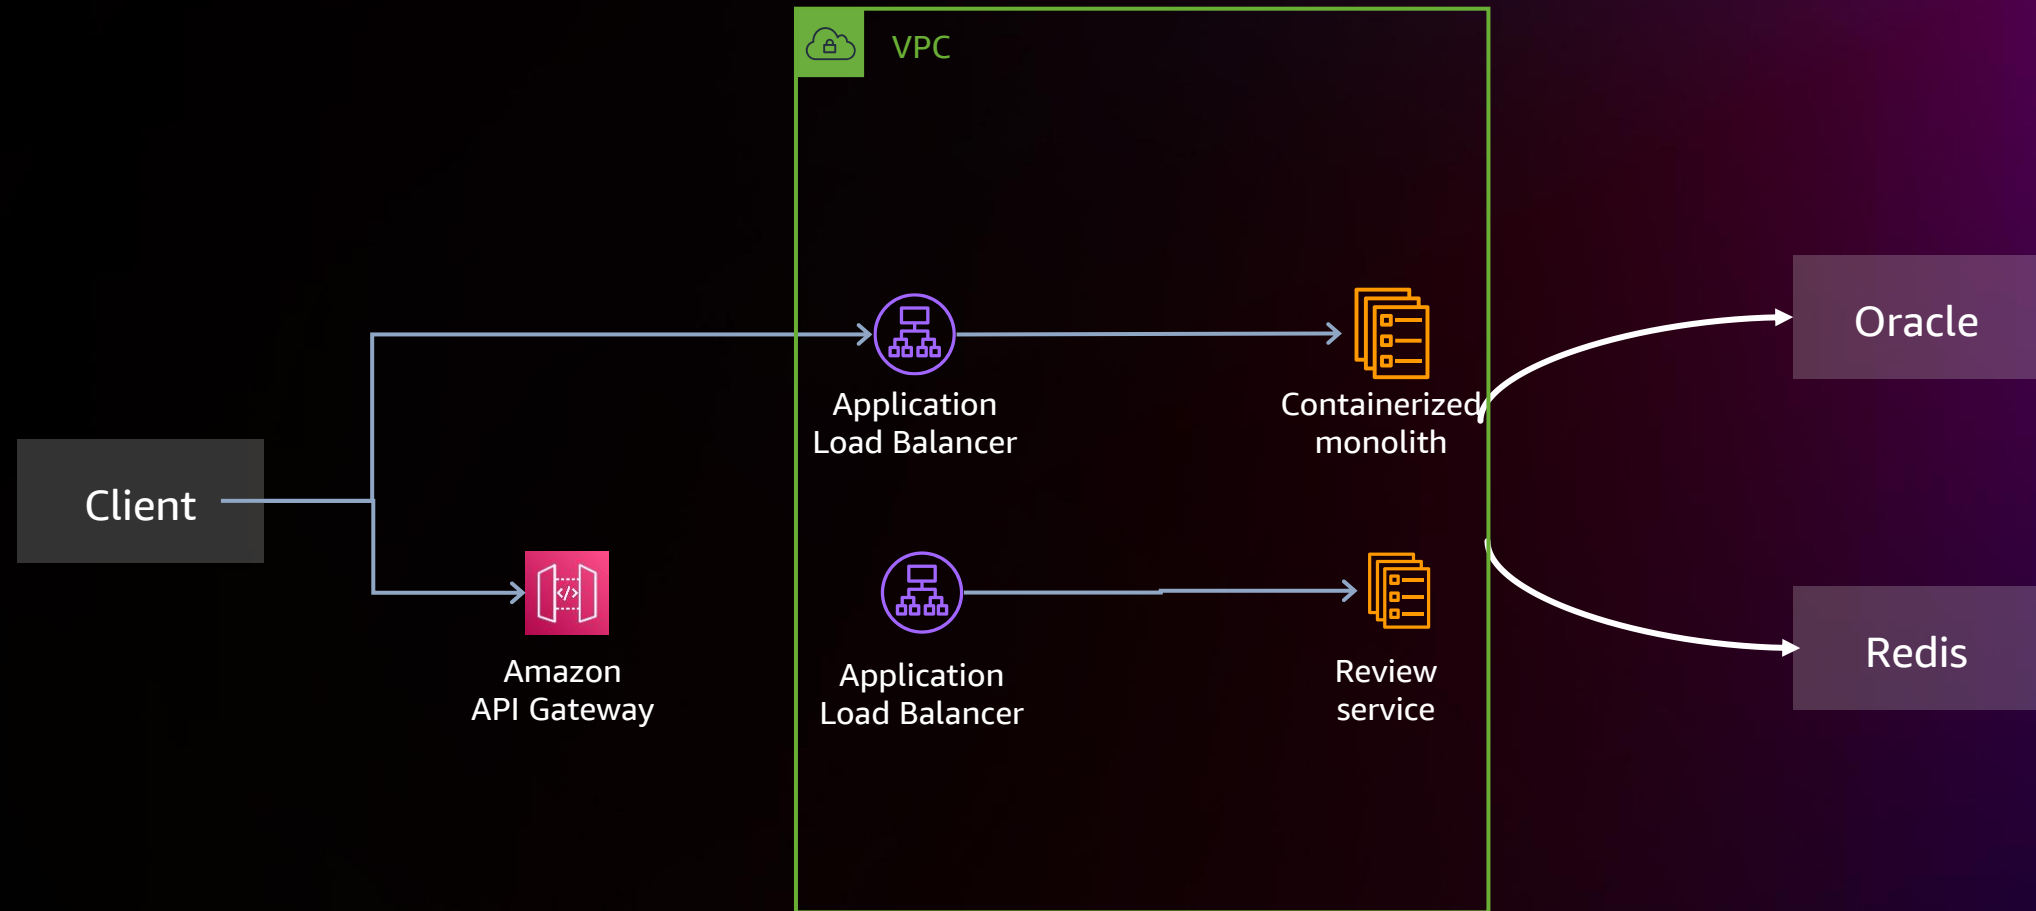 VPC
Application
Load Balancer
Containerized
monolith
Oracle
Client
Amazon
API Gateway
Application
Load Balancer
Review
service
Redis